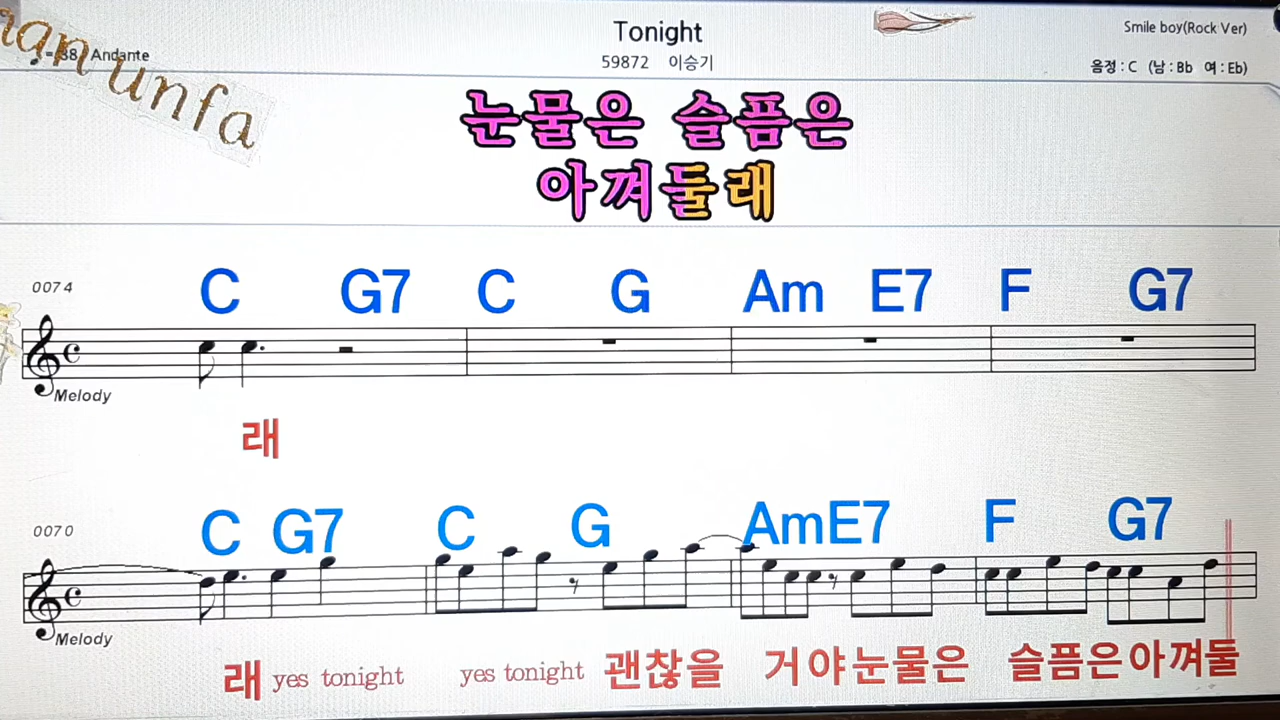 Tonight
Smile boy(Rock Ver)
♩=88 Andante
59872 이승기
음정 : C (남 : Bb 여 : Eb)
unfa
눈물은 슬픔은
아껴둘래
0074
C G7 C G Am E7 F G7
Melody
래
0070
C G7 C G Am E7 F G7
Melody
래 yes tonight yes tonight 괜찮을 거야 눈물은 슬픔은 아껴둘